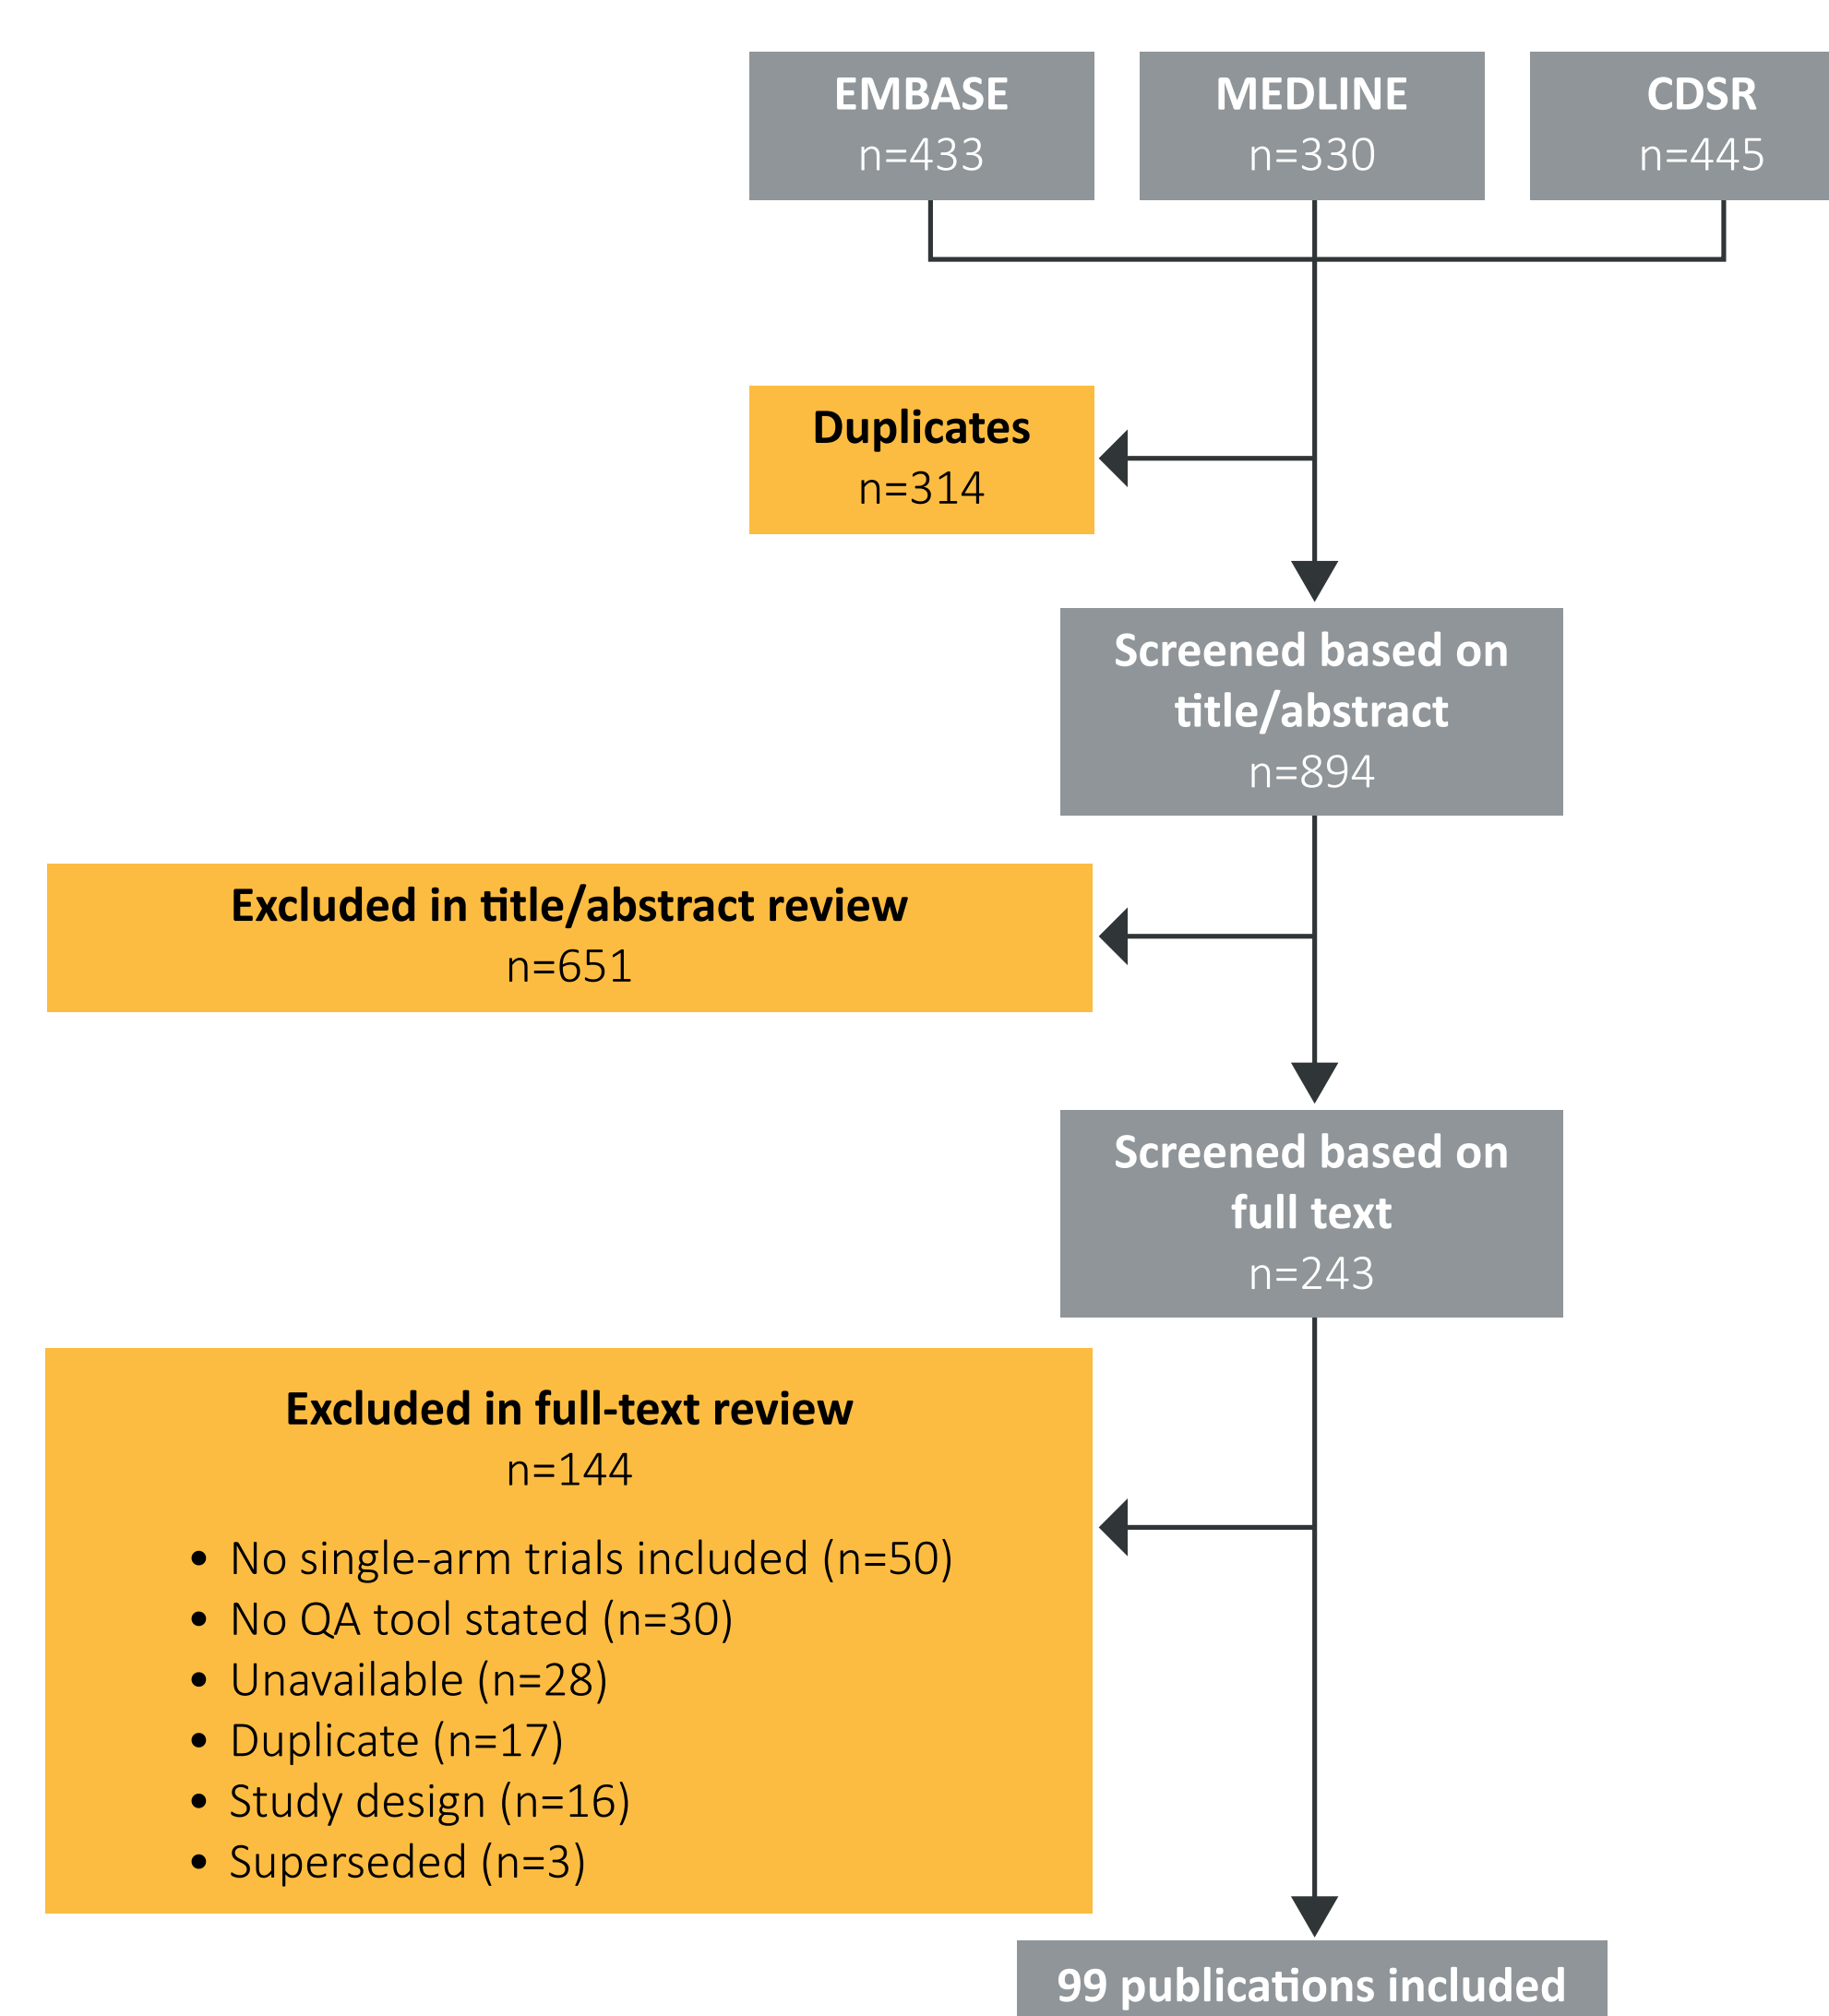 EMBASE
n=433
MEDLINE
n=330
CDSR
n=445
Duplicates
n=314
Screened based on
title/abstract
n=894
Excluded in title/abstract review
n=651
Screened based on
full text
n=243
Excluded in full-text review
n=144
• No single-arm trials included (n=50)
• No QA tool stated (n=30)
• Unavailable (n=28)
• Duplicate (n=17)
• Study design (n=16)
• Superseded (n=3)
99 publications included